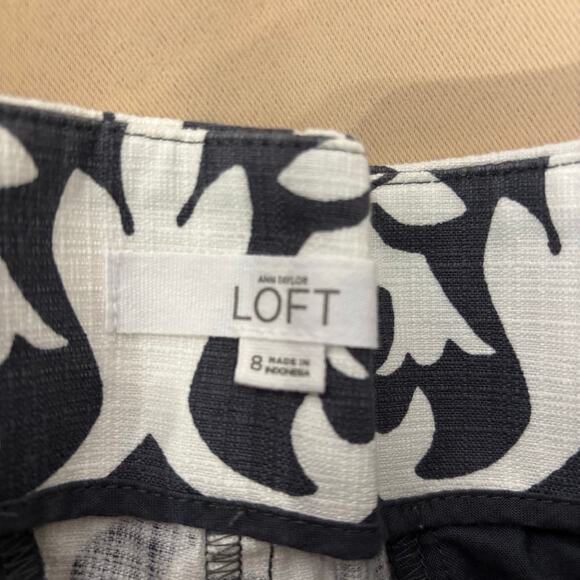 ANN TAYLOR
LOFT
8 MADE IN
INDONESIA